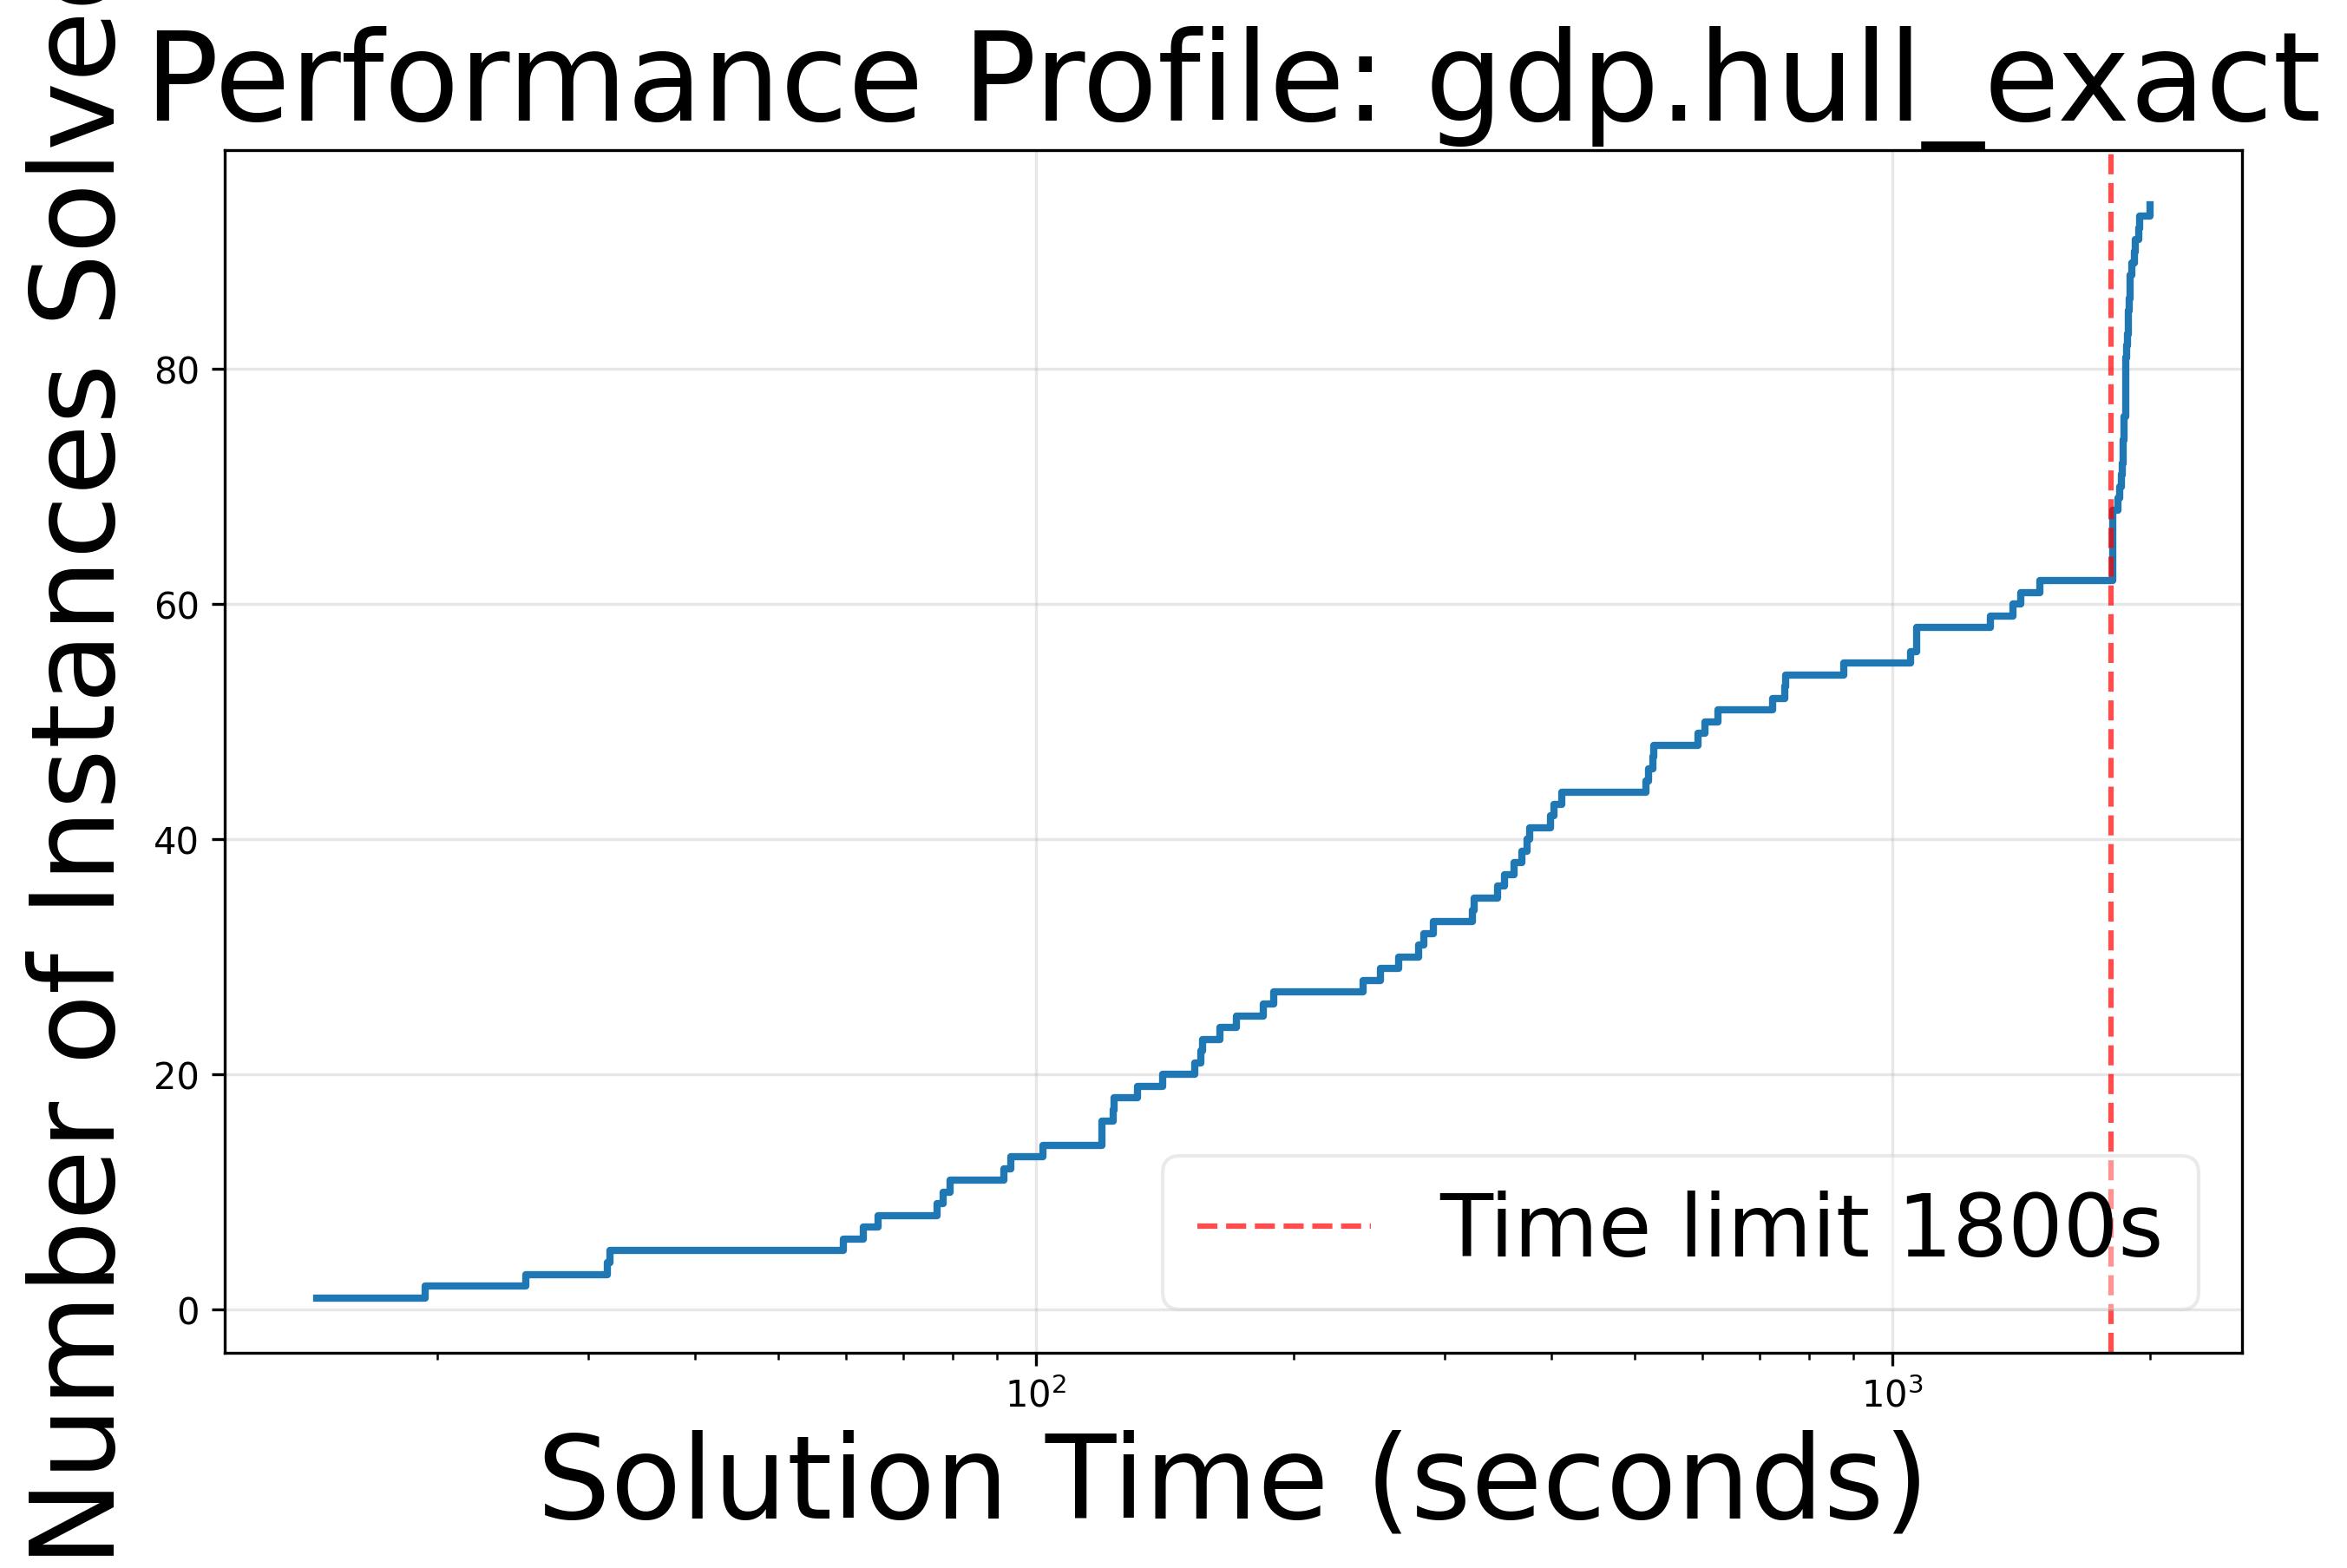 Performance Profile: gdp.hull_exact
Number of Instances Solve
80
60
40
20
0
Time limit 1800s
10²
10³
Solution Time (seconds)